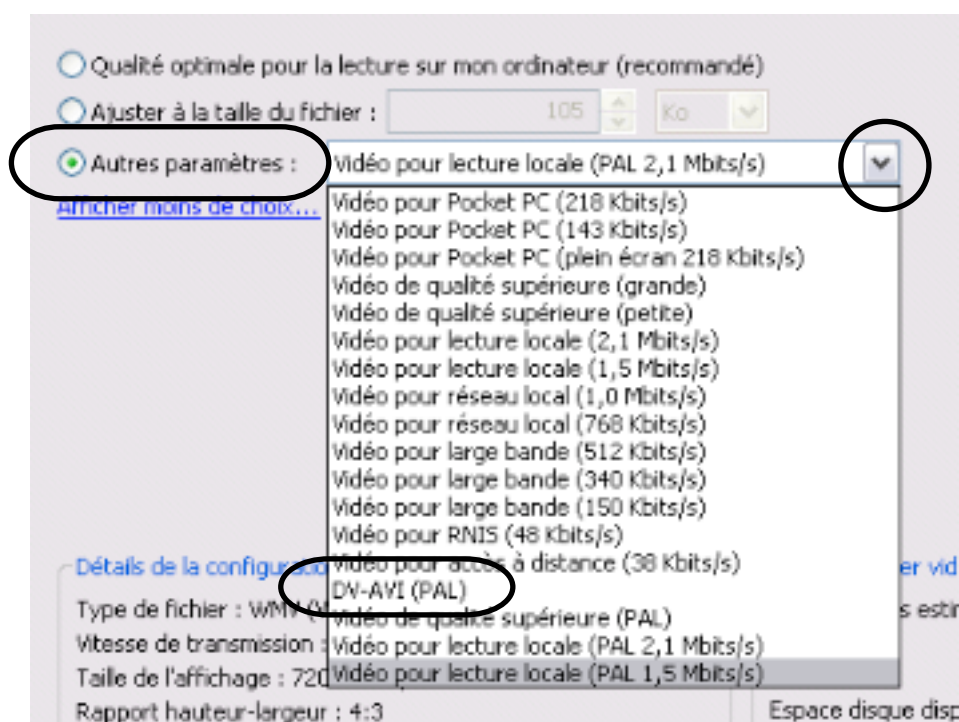 Qualité optimale pour la lecture sur mon ordinateur (recommandé)
Ajuster à la taille du fichier : 105 Ko
Autres paramètres : Vidéo pour lecture locale (PAL 2,1 Mbits/s)
Afficher moins de choix...
Vidéo pour Pocket PC (218 Kbits/s)
Vidéo pour Pocket PC (143 Kbits/s)
Vidéo pour Pocket PC (plein écran 218 Kbits/s)
Vidéo de qualité supérieure (grande)
Vidéo de qualité supérieure (petite)
Vidéo pour lecture locale (2,1 Mbits/s)
Vidéo pour lecture locale (1,5 Mbits/s)
Vidéo pour réseau local (1,0 Mbits/s)
Vidéo pour réseau local (768 Kbits/s)
Vidéo pour large bande (512 Kbits/s)
Vidéo pour large bande (340 Kbits/s)
Vidéo pour large bande (150 Kbits/s)
Vidéo pour RNIS (48 Kbits/s)
Vidéo pour accès à distance (38 Kbits/s)
DV-AVI (PAL)
Vidéo de qualité supérieure (PAL)
Vidéo pour lecture locale (PAL 2,1 Mbits/s)
Vidéo pour lecture locale (PAL 1,5 Mbits/s)
Détails de la configuratio
er vid
Type de fichier : WMV
s estim
Vitesse de transmission :
Taille de l'affichage : 720
Rapport hauteur-largeur : 4:3
Espace disque disp